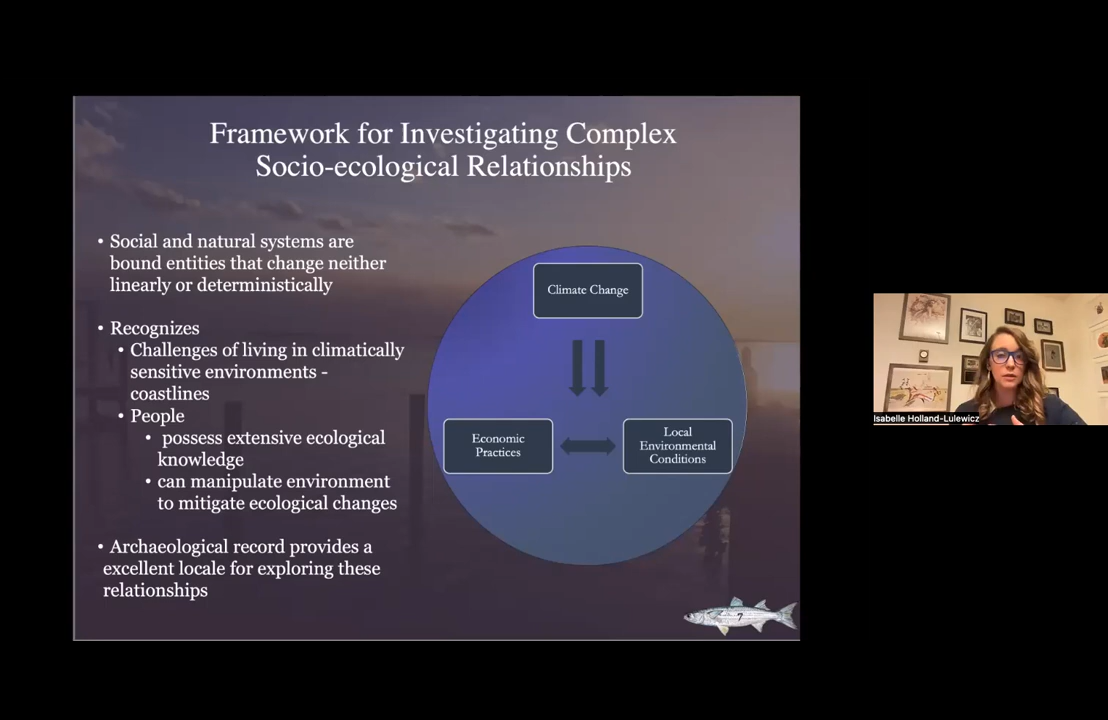 Framework for Investigating Complex
Socio-ecological Relationships
• Social and natural systems are
bound entities that change neither
linearly or deterministically
• Recognizes
• Challenges of living in climatically
sensitive environments -
coastlines
• People
• possess extensive ecological
knowledge
• can manipulate environment
to mitigate ecological changes
• Archaeological record provides a
excellent locale for exploring these
relationships
Climate Change
Economic
Practices
Local
Environmental
Conditions
7
Isabelle Holland-Lulewicz